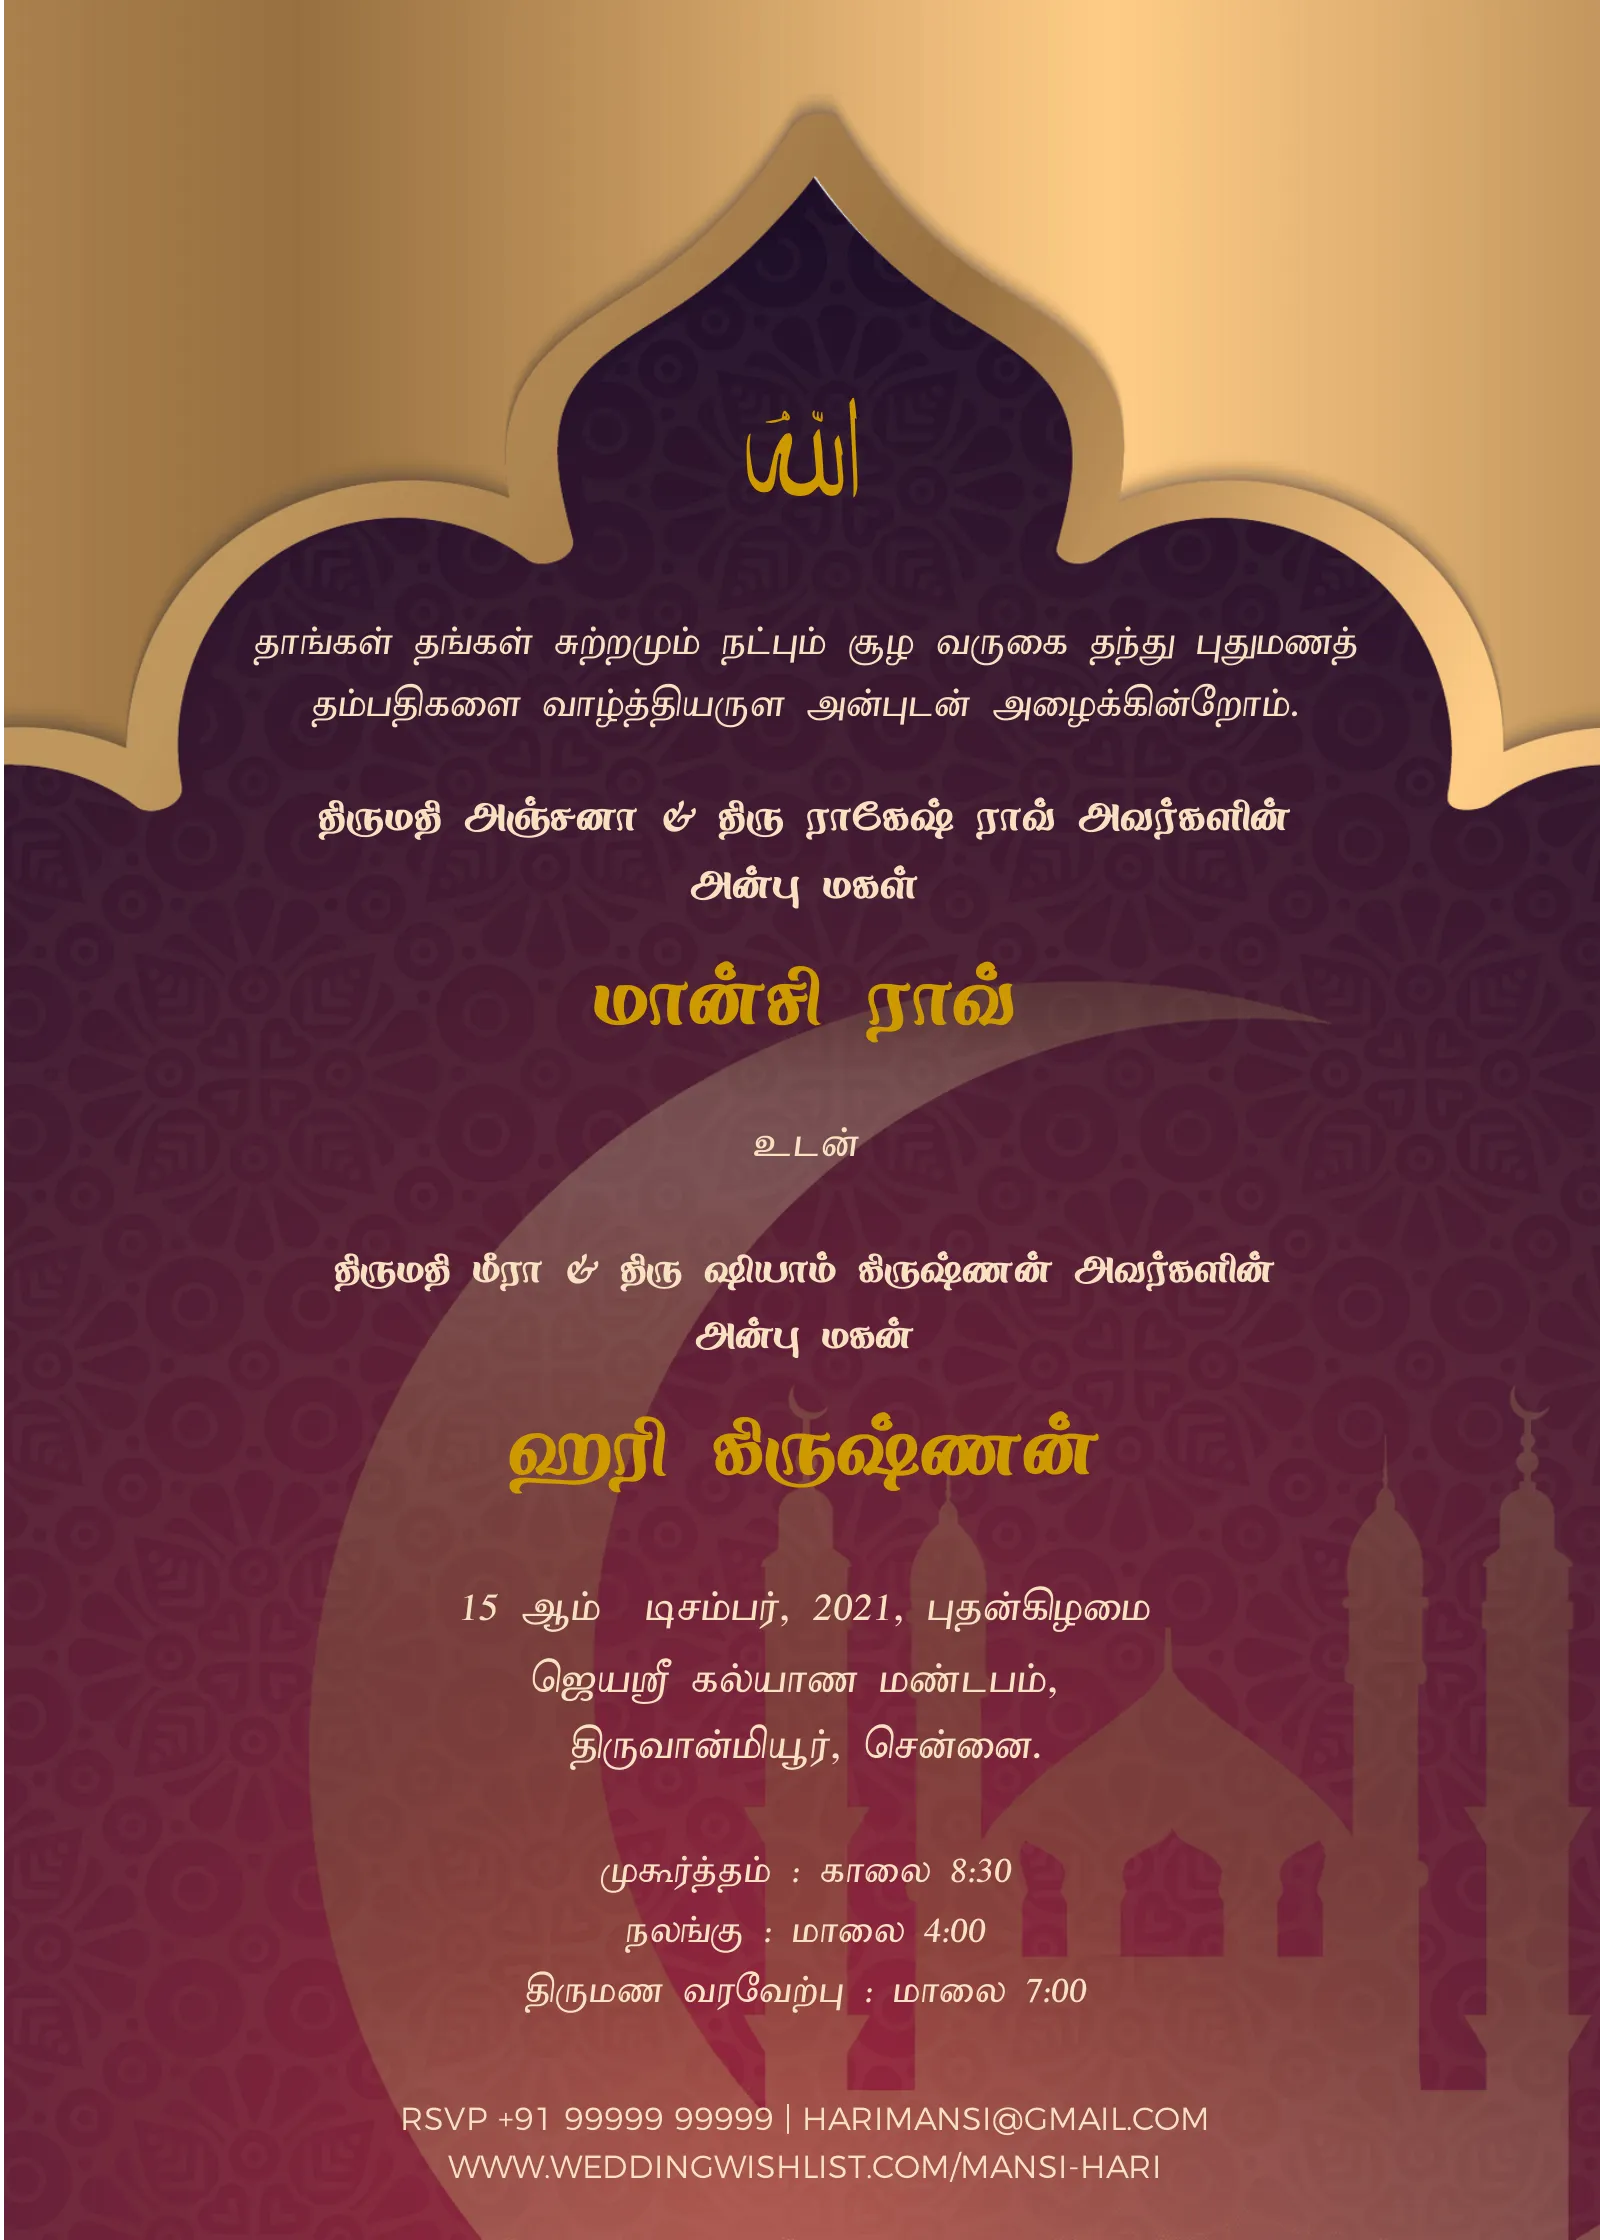 الله
தாங்கள் தங்கள் சுற்றமும் நட்பும் சூழ வருகை தந்து புதுமணத்
தம்பதிகளை வாழ்த்தியருள அன்புடன் அழைக்கின்றோம்.
திருமதி அஞ்சனா & திரு ராகேஷ் ராவ் அவர்களின்
அன்பு மகள்
மான்சி ராவ்
உடன்
திருமதி மீரா & திரு ஷியாம் கிருஷ்ணன் அவர்களின்
அன்பு மகன்
ஹரி கிருஷ்ணன்
15 ஆம் டிசம்பர், 2021, புதன்கிழமை
ஜெயஸ்ரீ கல்யாண மண்டபம்,
திருவான்மியூர், சென்னை.
முகூர்த்தம் : காலை 8:30
நலங்கு : மாலை 4:00
திருமண வரவேற்பு : மாலை 7:00
RSVP +91 99999 99999 | HARIMANSI@GMAIL.COM
WWW.WEDDINGWISHLIST.COM/MANSI-HARI